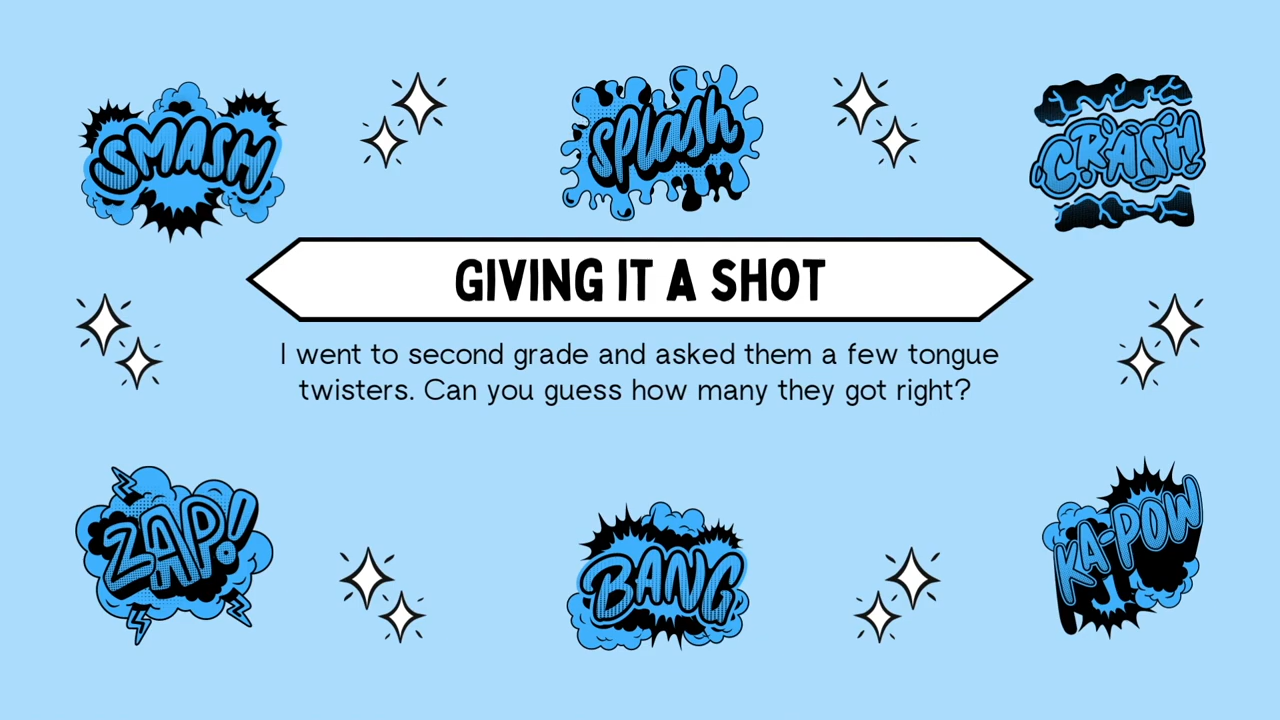 SMASH
splash
CRASH!
GIVING IT A SHOT
I went to second grade and asked them a few tongue
twisters. Can you guess how many they got right?
ZAP!
BANG
KA-POW